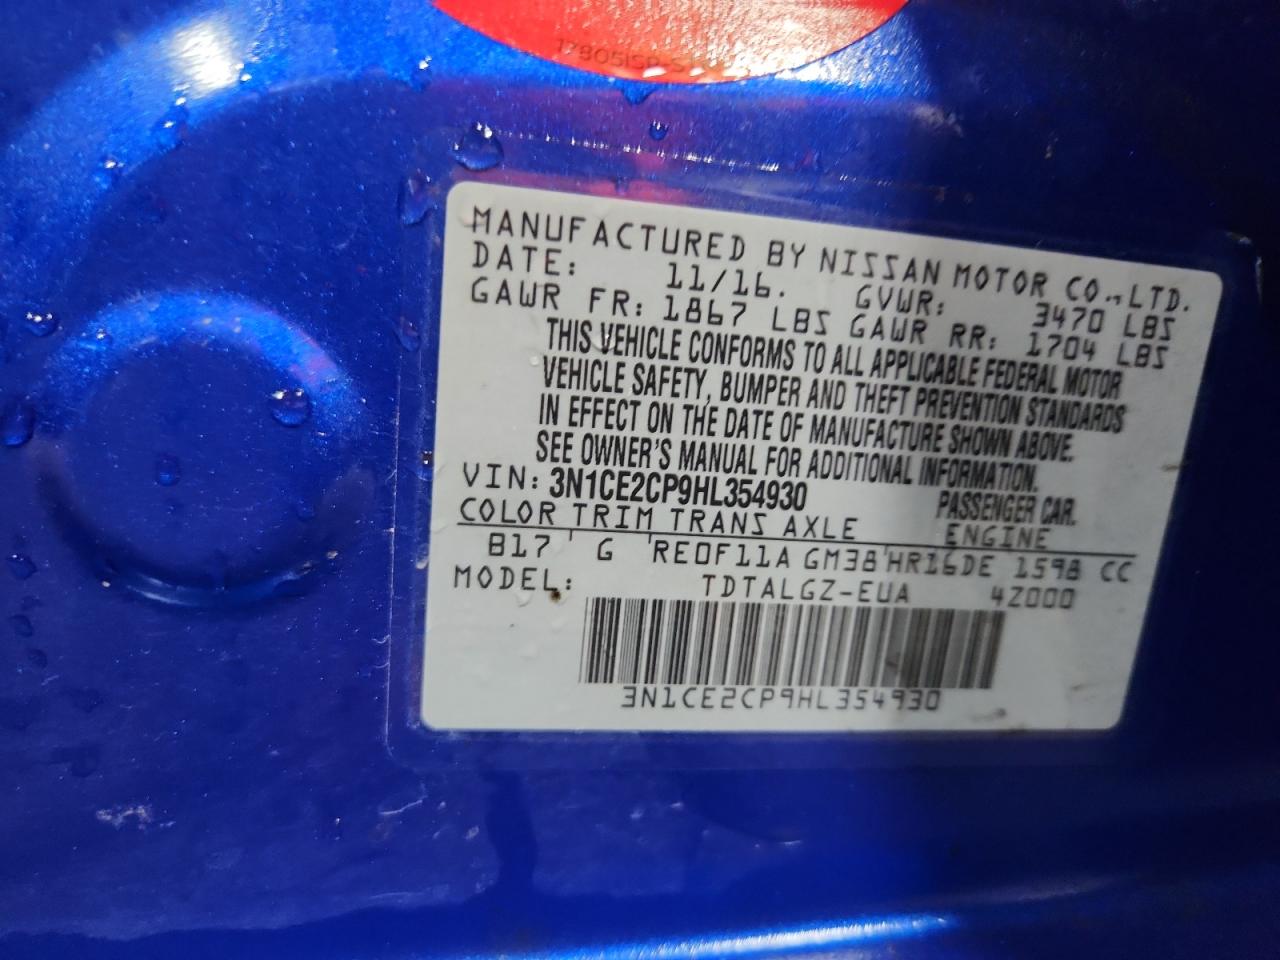 MANUFACTURED BY NISSAN MOTOR CO.,LTD.
DATE: 11/16. GVWR: 3470 LBS
GAWR FR: 1867 LBS GAWR RR: 1704 LBS
THIS VEHICLE CONFORMS TO ALL APPLICABLE FEDERAL MOTOR
VEHICLE SAFETY, BUMPER AND THEFT PREVENTION STANDARDS
IN EFFECT ON THE DATE OF MANUFACTURE SHOWN ABOVE.
SEE OWNER'S MANUAL FOR ADDITIONAL INFORMATION.
VIN: 3N1CE2CP9HL354930 PASSENGER CAR.
COLOR TRIM TRANS AXLE ENGINE
B17 G RE0F11A GM38 HR16DE 1598 CC
MODEL: TDTALGZ-EUA 4Z000
3N1CE2CP9HL354930